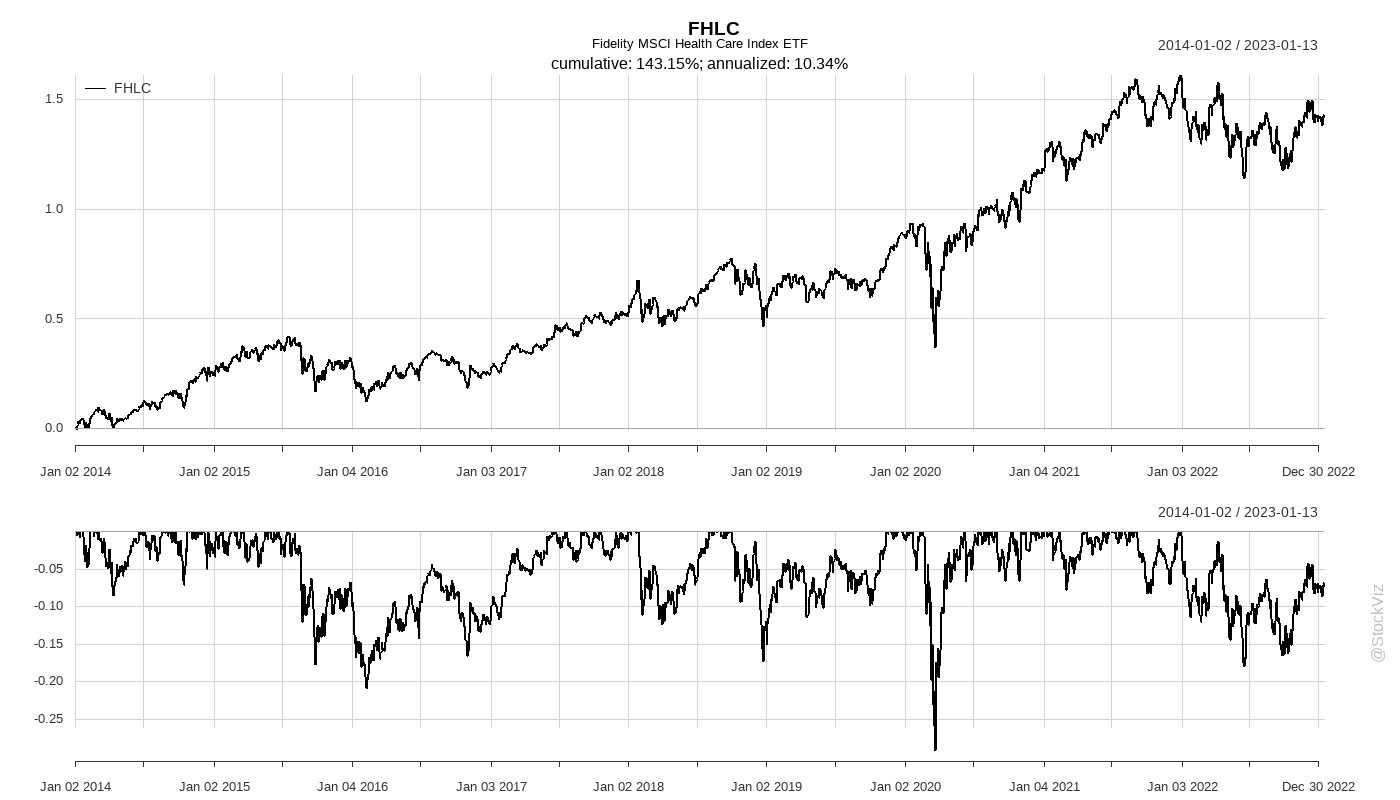 FHLC
Fidelity MSCI Health Care Index ETF
cumulative: 143.15%; annualized: 10.34%
2014-01-02 / 2023-01-13
FHLC
1.5
1.0
0.5
0.0
Jan 02 2014 Jan 02 2015 Jan 04 2016 Jan 03 2017 Jan 02 2018 Jan 02 2019 Jan 02 2020 Jan 04 2021 Jan 03 2022 Dec 30 2022
2014-01-02 / 2023-01-13
-0.05
-0.10
-0.15
-0.20
-0.25
Jan 02 2014 Jan 02 2015 Jan 04 2016 Jan 03 2017 Jan 02 2018 Jan 02 2019 Jan 02 2020 Jan 04 2021 Jan 03 2022 Dec 30 2022
@StockViz